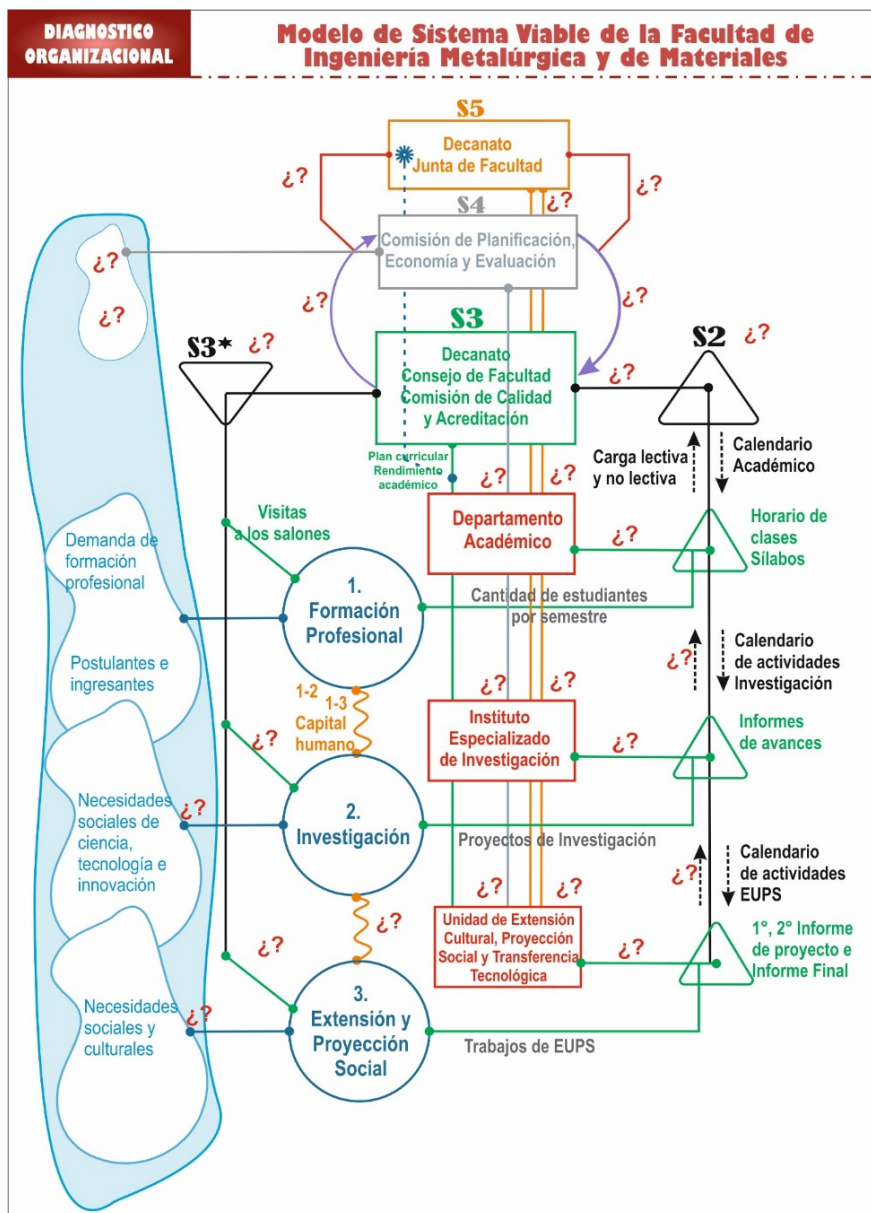 DIAGNOSTICO
ORGANIZACIONAL
Modelo de Sistema Viable de la Facultad de
Ingeniería Metalúrgica y de Materiales
S5
Decanato
Junta de Facultad
¿?
¿?
¿?
S4
Comisión de Planificación,
Economía y Evaluación
¿?
¿?
¿?
¿?
S3
Decanato
Consejo de Facultad
Comisión de Calidad
y Acreditación
S3*
¿?
¿?
S2
¿?
Plan curricular
Rendimiento
académico
¿?
¿?
Carga lectiva
y no lectiva
Calendario
Académico
Visitas
a los salones
Departamento
Académico
¿?
Horario de
clases
Sílabos
Demanda de
formación
profesional
1.
Formación
Profesional
Cantidad de estudiantes
por semestre
Postulantes e
ingresantes
1-2
1-3
Capital
humano
¿?
¿?
¿?
Calendario
de actividades
Investigación
¿?
Instituto
Especializado
de Investigación
¿?
Informes
de avances
Necesidades
sociales de
ciencia,
tecnología e
innovación
¿?
2.
Investigación
Proyectos de Investigación
¿?
¿?
¿?
¿?
Calendario
de actividades
EUPS
¿?
Unidad de Extensión
Cultural, Proyección
Social y Transferencia
Tecnológica
¿?
1°, 2° Informe
de proyecto e
Informe Final
Necesidades
sociales y
culturales
¿?
3.
Extensión y
Proyección
Social
Trabajos de EUPS